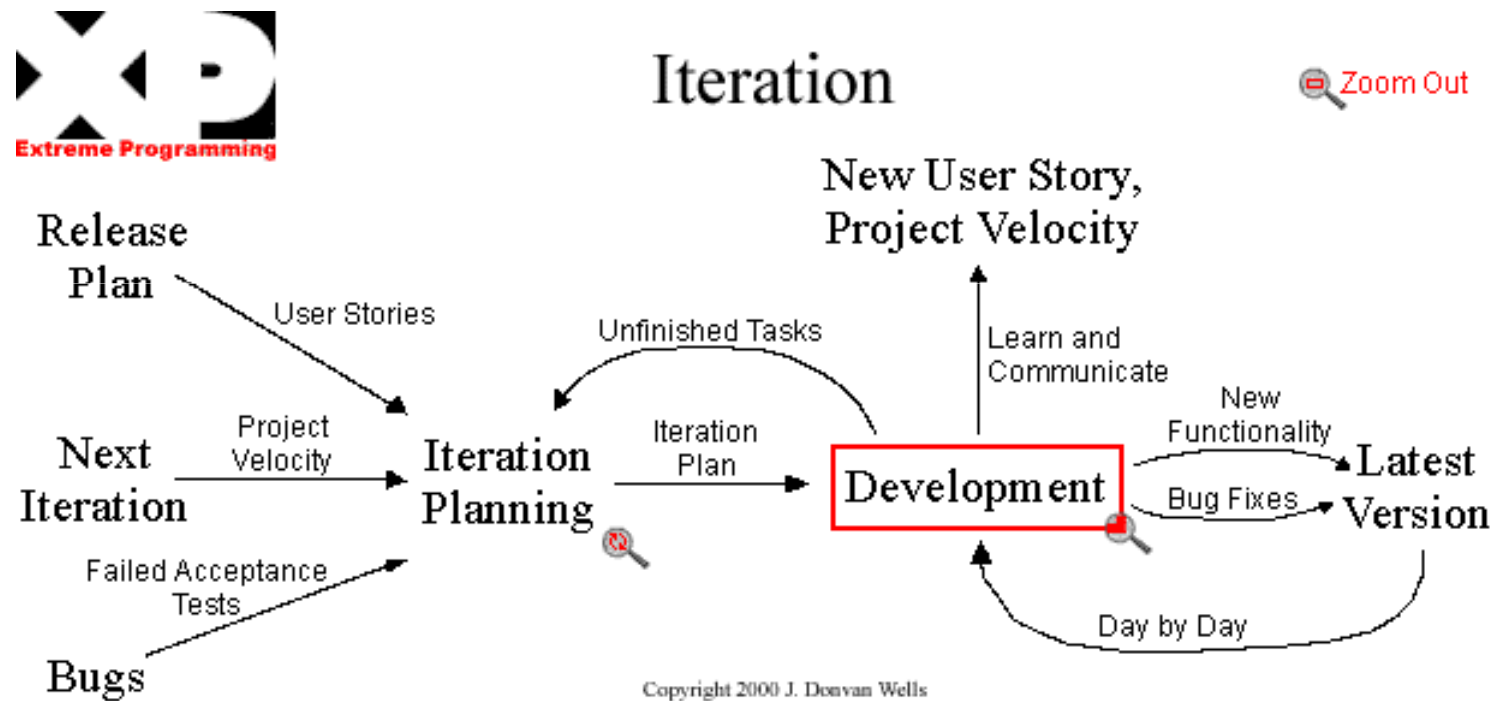 XP
Extreme Programming
Iteration
Zoom Out
New User Story,
Project Velocity
Release
Plan
User Stories
Unfinished Tasks
Learn and
Communicate
New
Functionality
Project
Velocity
Iteration
Plan
Next
Iteration
Iteration
Planning
Development
Bug Fixes
Latest
Version
Failed Acceptance
Tests
Day by Day
Bugs
Copyright 2000 J. Donvan Wells